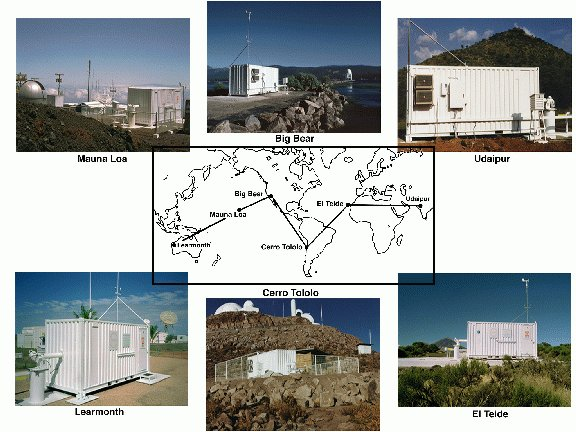 Mauna Loa
Big Bear
Udaipur
Big Bear
Mauna Loa
Learmonth
Cerro Tololo
El Teide
Udaipur
Cerro Tololo
Learmonth
El Teide